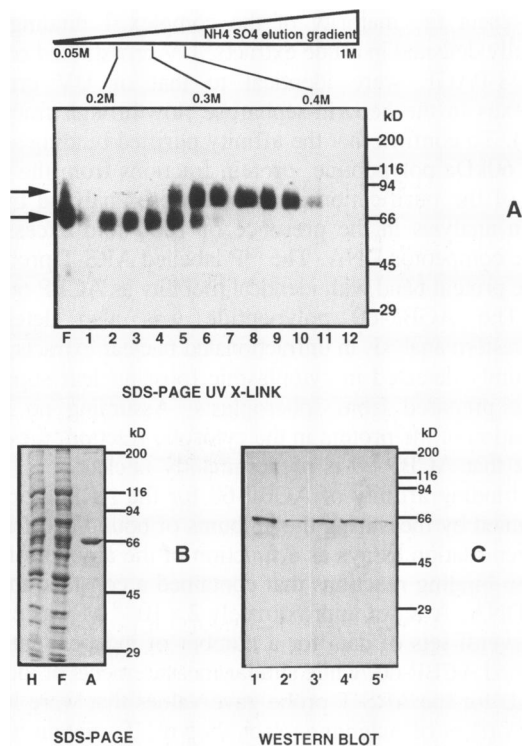 NH4 SO4 elution gradient
0.05M 1M
0.2M 0.3M 0.4M
kD
200
116
94
66
45
29
A
F 1 2 3 4 5 6 7 8 9 10 11 12
SDS-PAGE UV X-LINK
kD kD
200 200
116 116
94 94
66 66
B C
45 45
29 29
H F A 1' 2' 3' 4' 5'
SDS-PAGE WESTERN BLOT